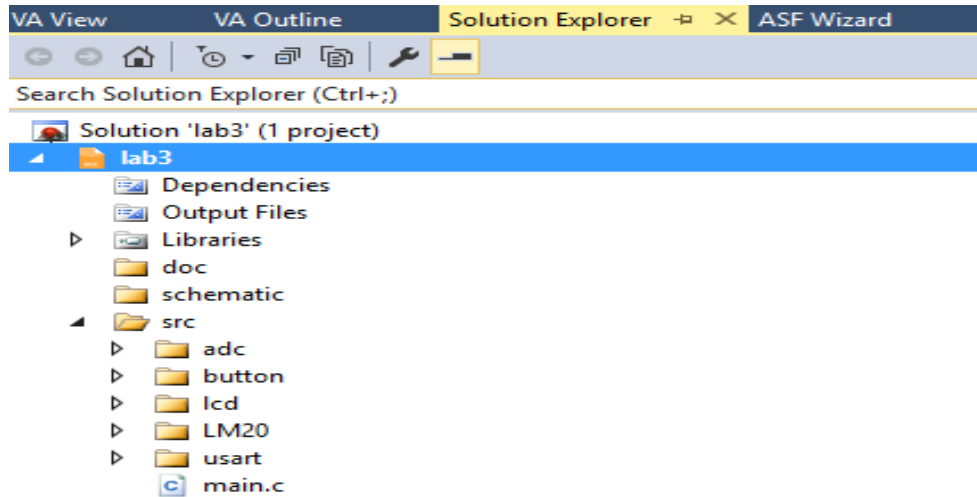 VA View VA Outline Solution Explorer ASF Wizard
Search Solution Explorer (Ctrl+;)
Solution 'lab3' (1 project)
lab3
Dependencies
Output Files
Libraries
doc
schematic
src
adc
button
lcd
LM20
usart
main.c